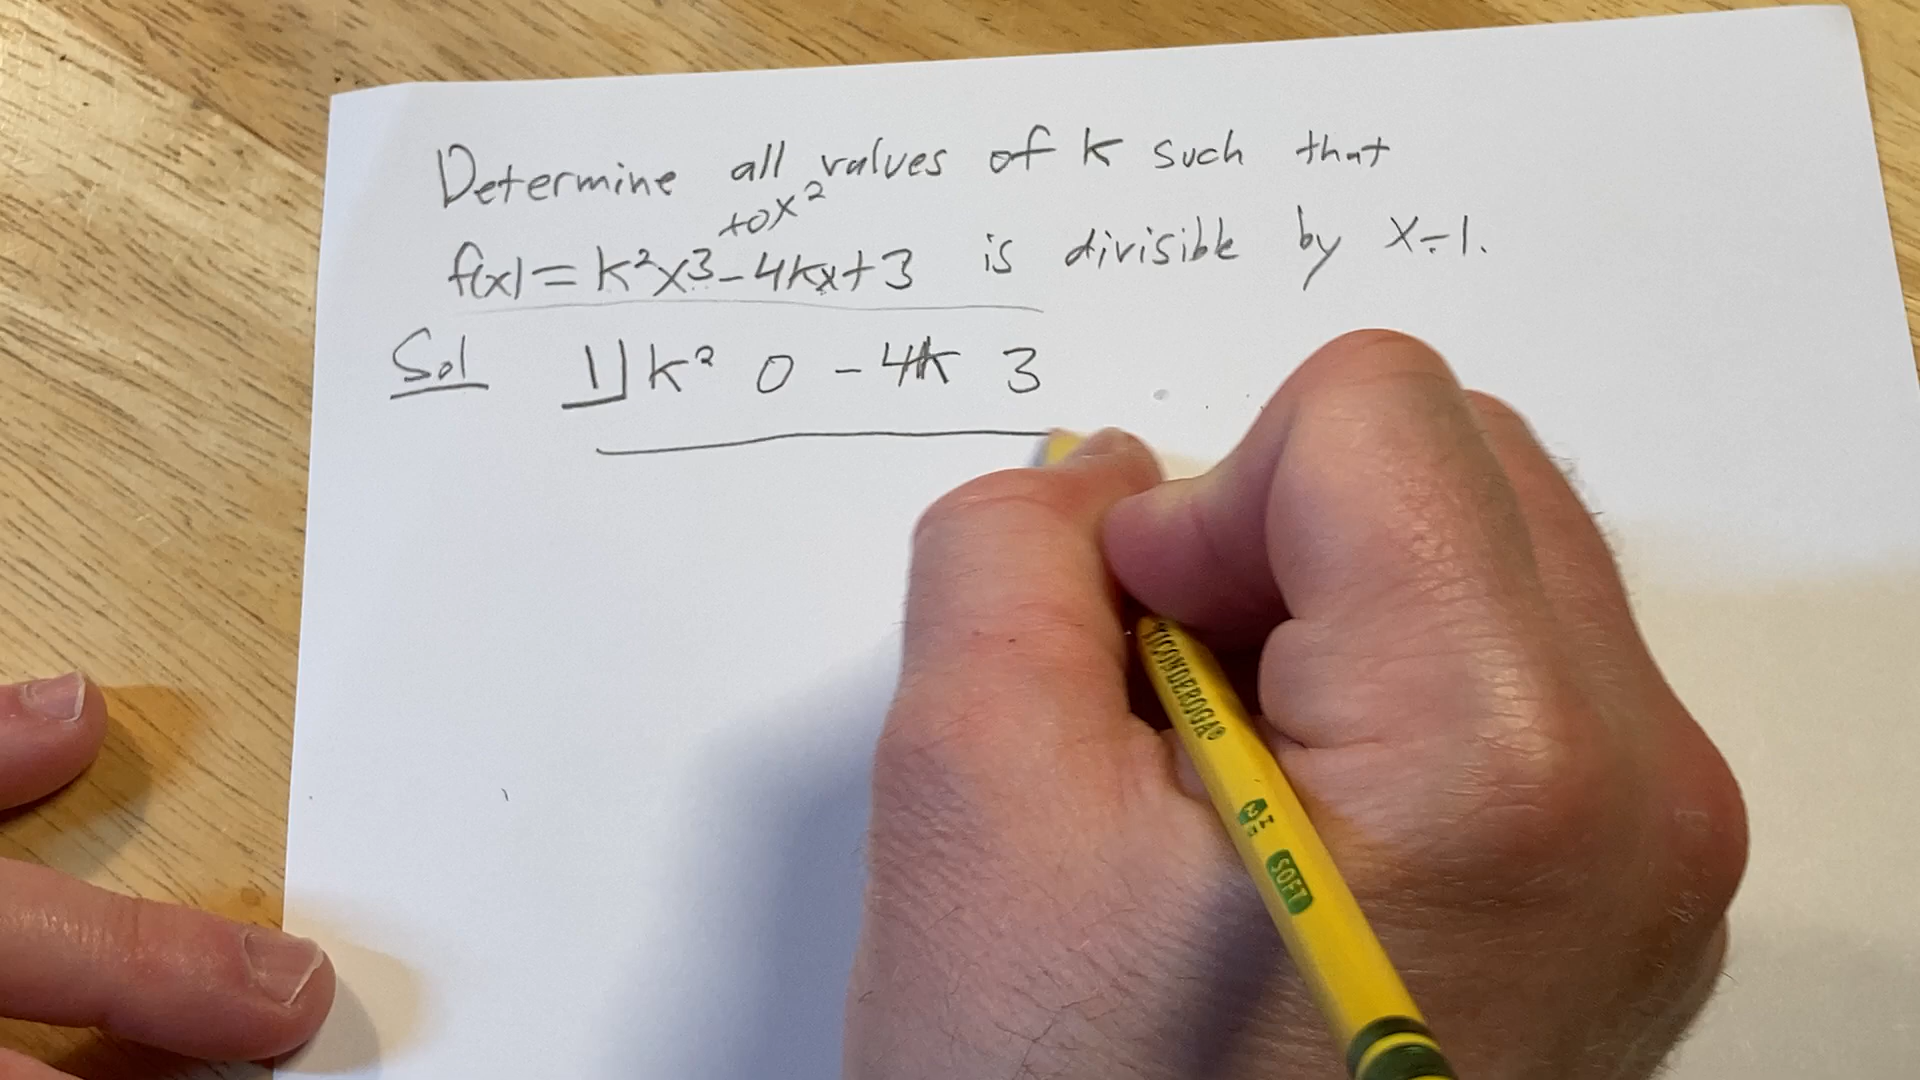 Determine all values of k such that
+0x²
f(x) = k²x³ - 4kx + 3 is divisible by x-1.
Sol 1⌋ k² 0 -4k 3
TICONDEROGA®
SOFT